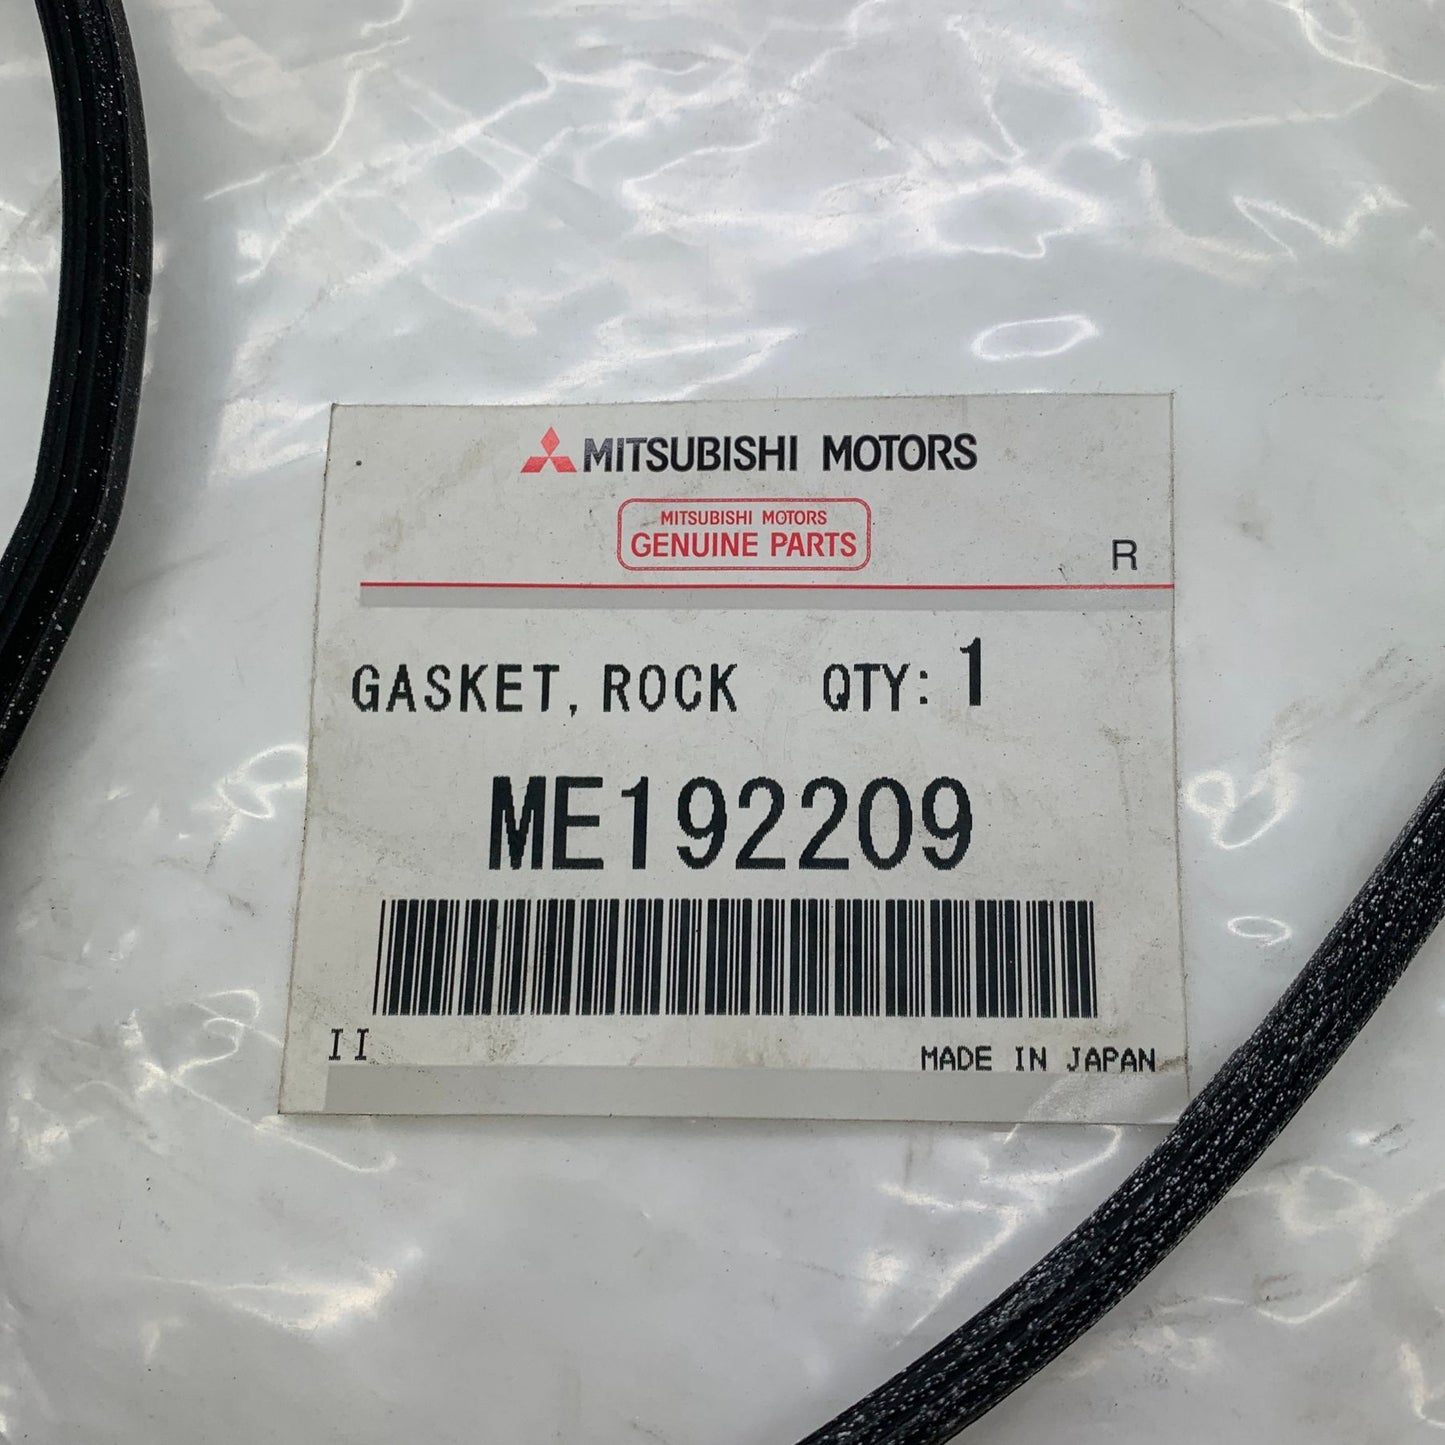 MITSUBISHI MOTORS
MITSUBISHI MOTORS
GENUINE PARTS
R
GASKET, ROCK QTY: 1
ME192209
II
MADE IN JAPAN